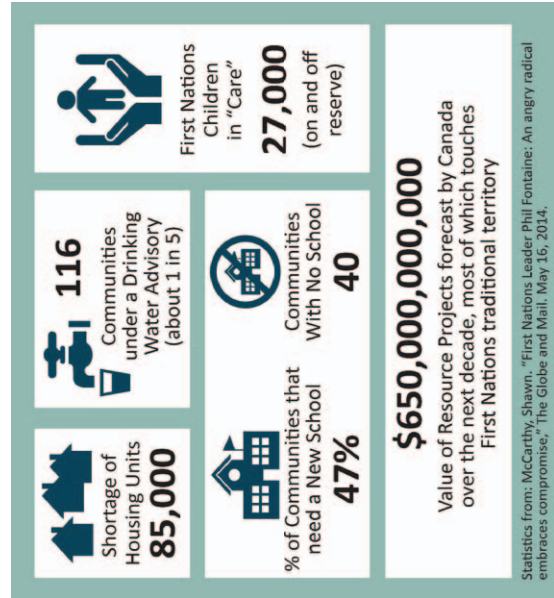 Shortage of
Housing Units
85,000
116
Communities
under a Drinking
Water Advisory
(about 1 in 5)
First Nations
Children
in “Care”
27,000
(on and off
reserve)
% of Communities that
need a New School
47%
Communities
With No School
40
$650,000,000,000
Value of Resource Projects forecast by Canada
over the next decade, most of which touches
First Nations traditional territory
Statistics from: McCarthy, Shawn. “First Nations Leader Phil Fontaine: An angry radical
embraces compromise,” The Globe and Mail. May 16, 2014.